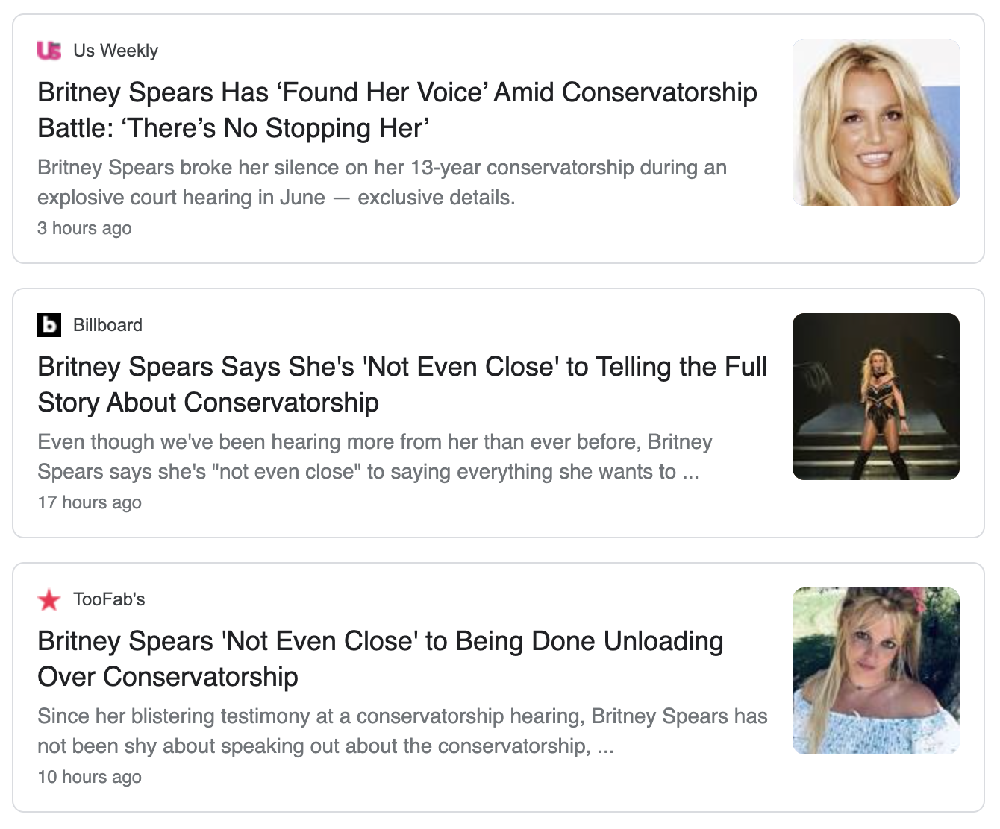 Us Us Weekly
Britney Spears Has ‘Found Her Voice’ Amid Conservatorship
Battle: ‘There’s No Stopping Her’
Britney Spears broke her silence on her 13-year conservatorship during an
explosive court hearing in June — exclusive details.
3 hours ago
b Billboard
Britney Spears Says She's 'Not Even Close' to Telling the Full
Story About Conservatorship
Even though we've been hearing more from her than ever before, Britney
Spears says she's "not even close" to saying everything she wants to ...
17 hours ago
TooFab's
Britney Spears 'Not Even Close' to Being Done Unloading
Over Conservatorship
Since her blistering testimony at a conservatorship hearing, Britney Spears has
not been shy about speaking out about the conservatorship, ...
10 hours ago